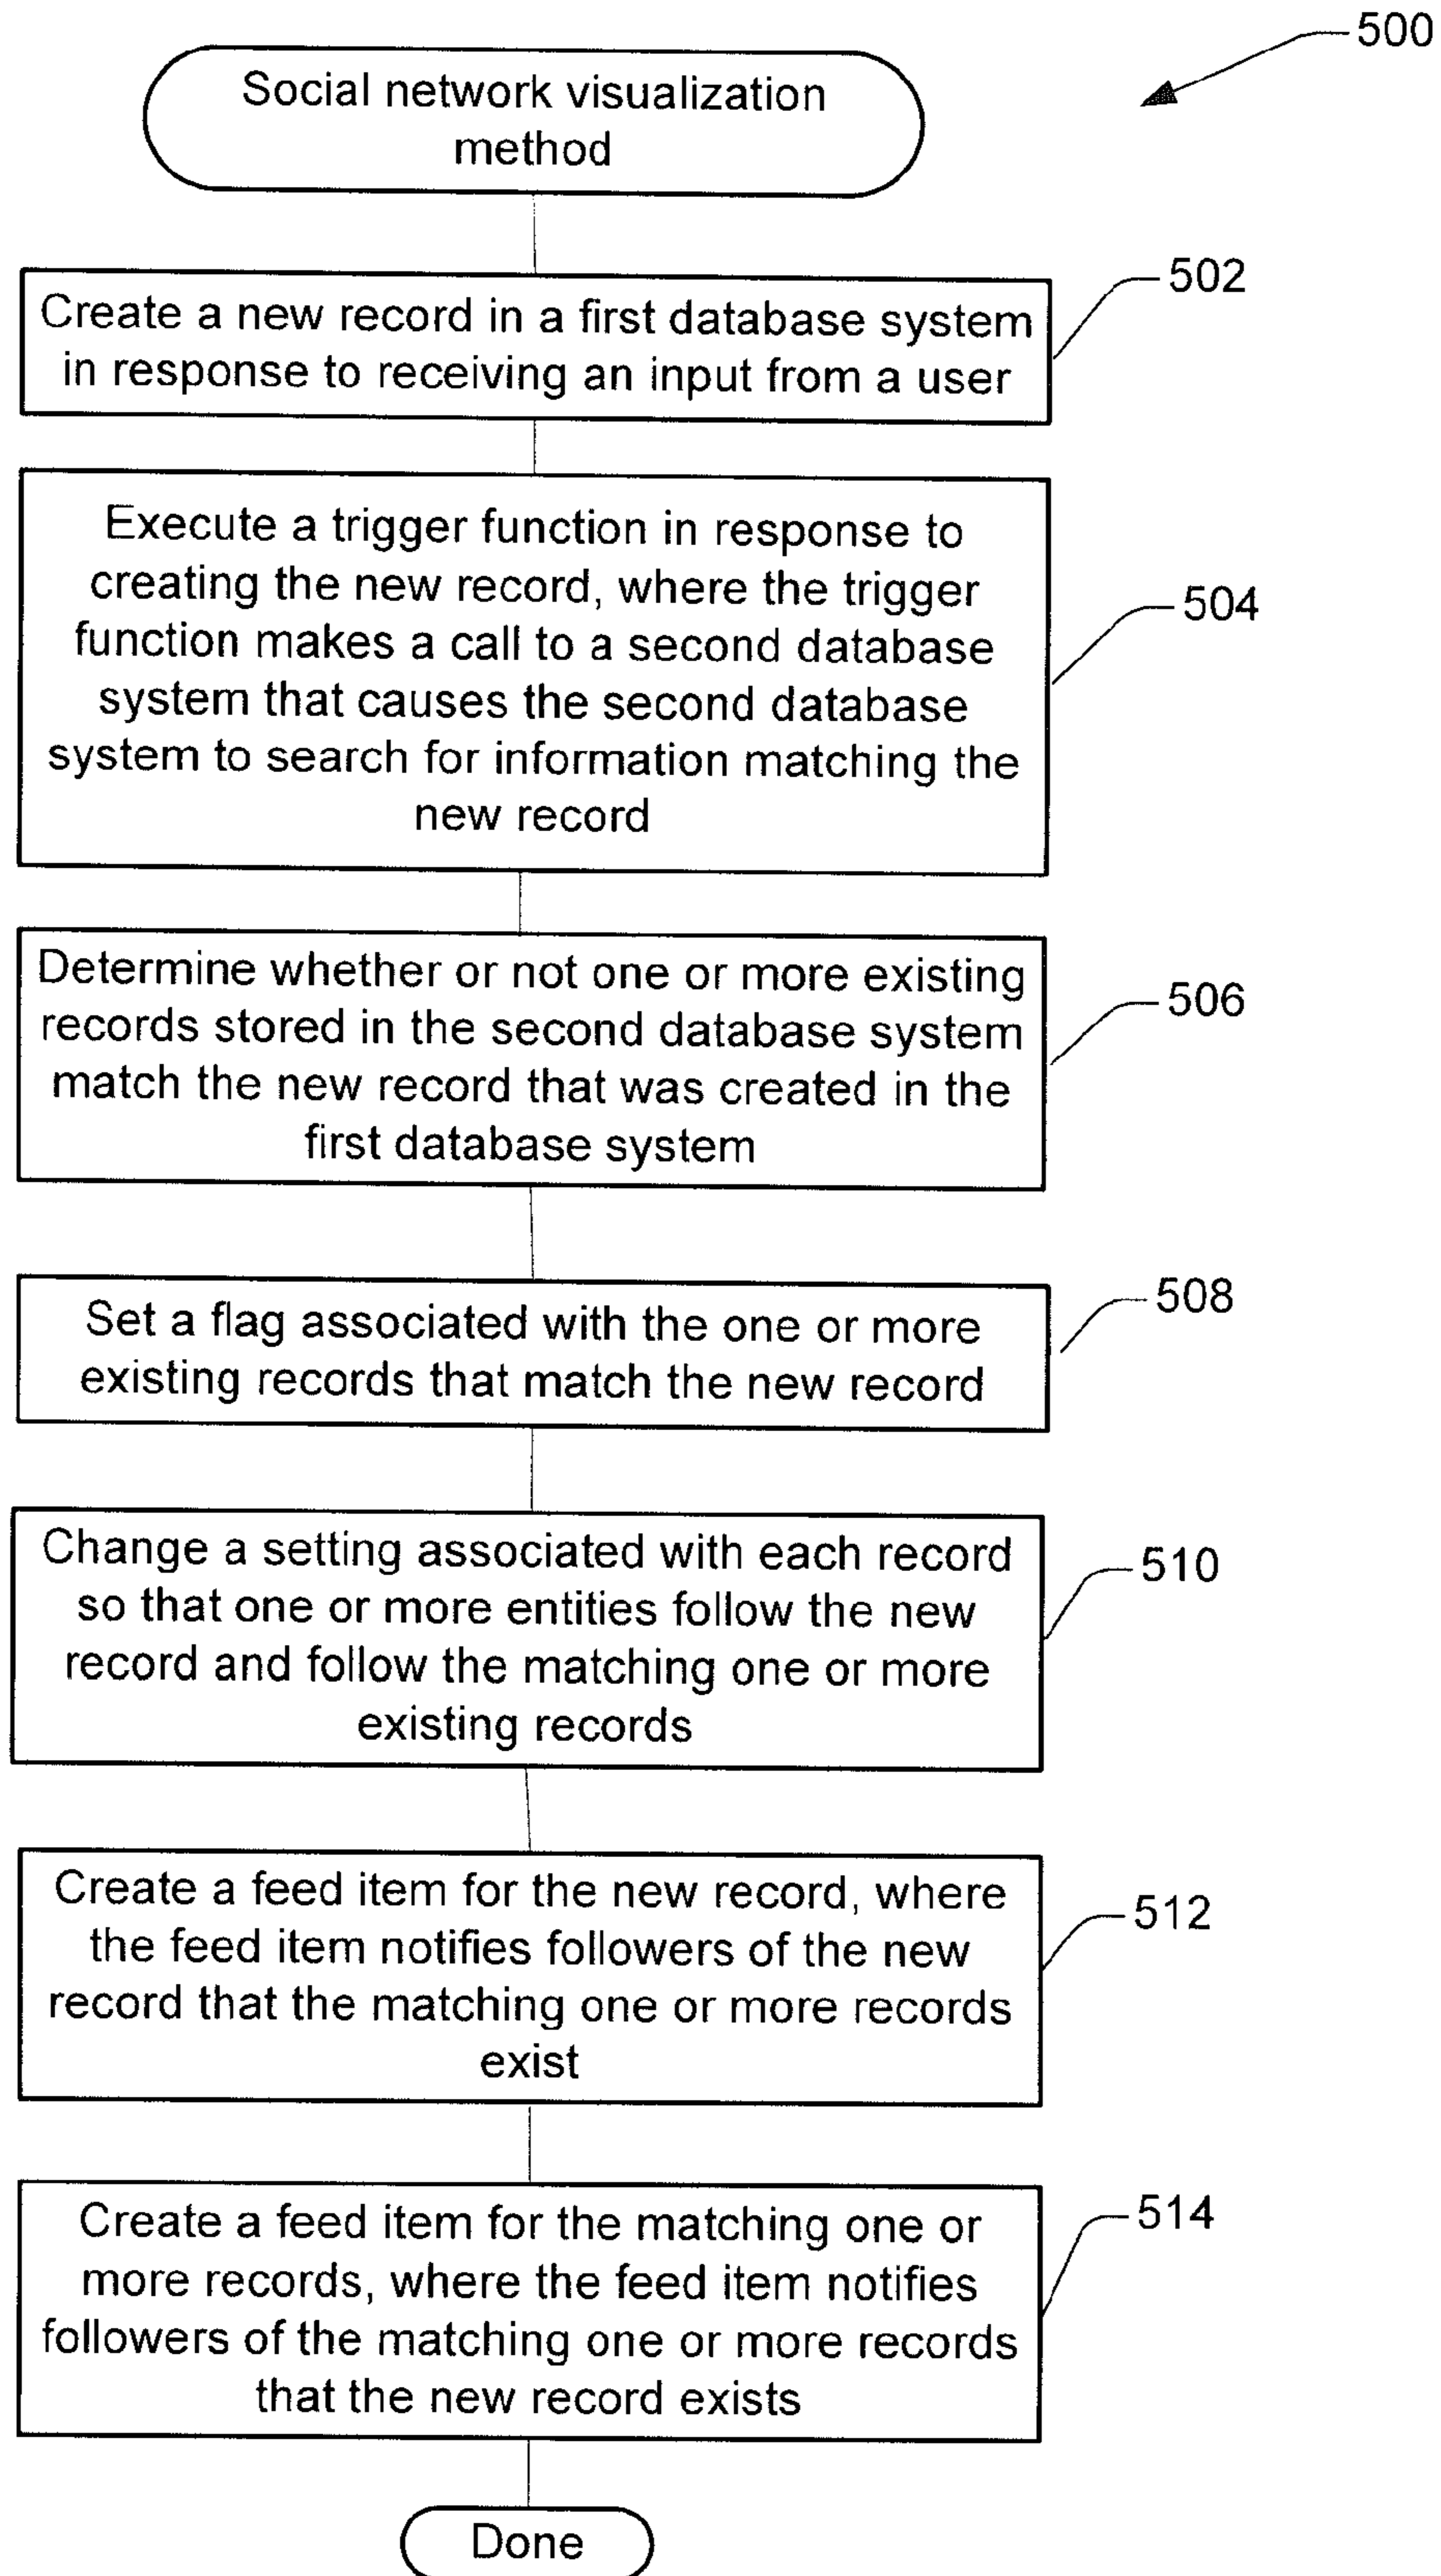 500
Social network visualization
method
502
Create a new record in a first database system
in response to receiving an input from a user
504
Execute a trigger function in response to
creating the new record, where the trigger
function makes a call to a second database
system that causes the second database
system to search for information matching the
new record
506
Determine whether or not one or more existing
records stored in the second database system
match the new record that was created in the
first database system
508
Set a flag associated with the one or more
existing records that match the new record
510
Change a setting associated with each record
so that one or more entities follow the new
record and follow the matching one or more
existing records
512
Create a feed item for the new record, where
the feed item notifies followers of the new
record that the matching one or more records
exist
514
Create a feed item for the matching one or
more records, where the feed item notifies
followers of the matching one or more records
that the new record exists
Done